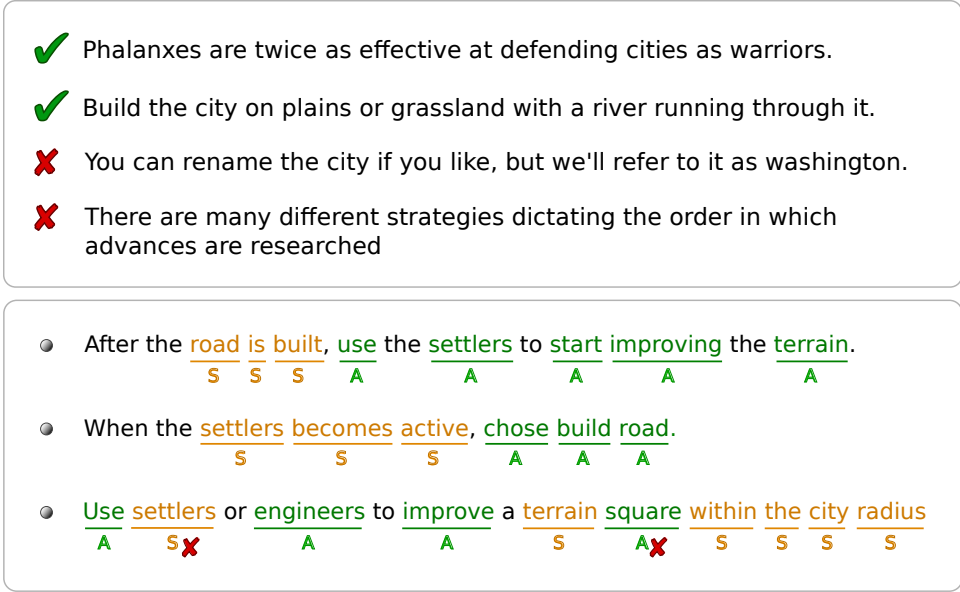 Phalanxes are twice as effective at defending cities as warriors.
Build the city on plains or grassland with a river running through it.
You can rename the city if you like, but we'll refer to it as washington.
There are many different strategies dictating the order in which
advances are researched
After the road is built, use the settlers to start improving the terrain.
S S S A A A A A
When the settlers becomes active, chose build road.
S S S A A A
Use settlers or engineers to improve a terrain square within the city radius
A S A A S A S S S S